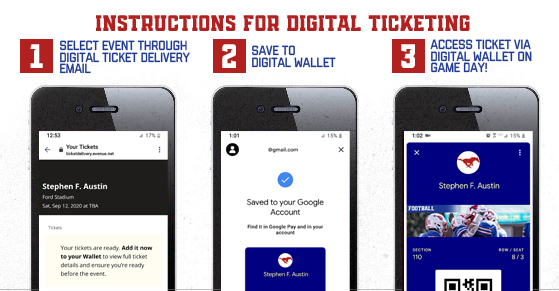 INSTRUCTIONS FOR DIGITAL TICKETING
1
SELECT EVENT THROUGH
DIGITAL TICKET DELIVERY
EMAIL
2
SAVE TO
DIGITAL WALLET
3
ACCESS TICKET VIA
DIGITAL WALLET ON
GAME DAY!
12:53
17%
Your Tickets
ticketdelivery.evenue.net
Stephen F. Austin
Ford Stadium
Sat, Sep 12, 2020 at TBA
Tickets
Your tickets are ready. Add it now
to your Wallet to view full ticket
details and ensure you're ready
before the event.
1:01
15%
@gmail.com
Saved to your Google
Account
Find it in Google Pay and in your
account
Stephen F. Austin
1:02
15%
Stephen F. Austin
FOOTBALL
SECTION
110
ROW / SEAT
8 / 3